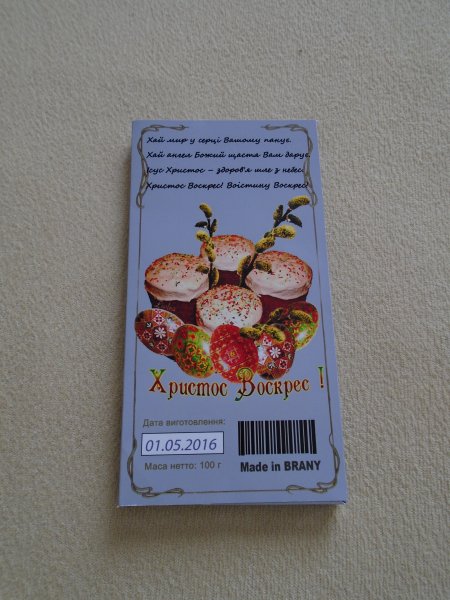 Хай мир у серці Вашому панує.
Хай ангел Божий щастя Вам дарує.
Ісус Христос – здоров'я шле з небес.
Христос Воскрес! Воістину Воскрес!
Христос Воскрес !
Дата виготовлення:
01.05.2016
Маса нетто: 100 г
Made in BRANY